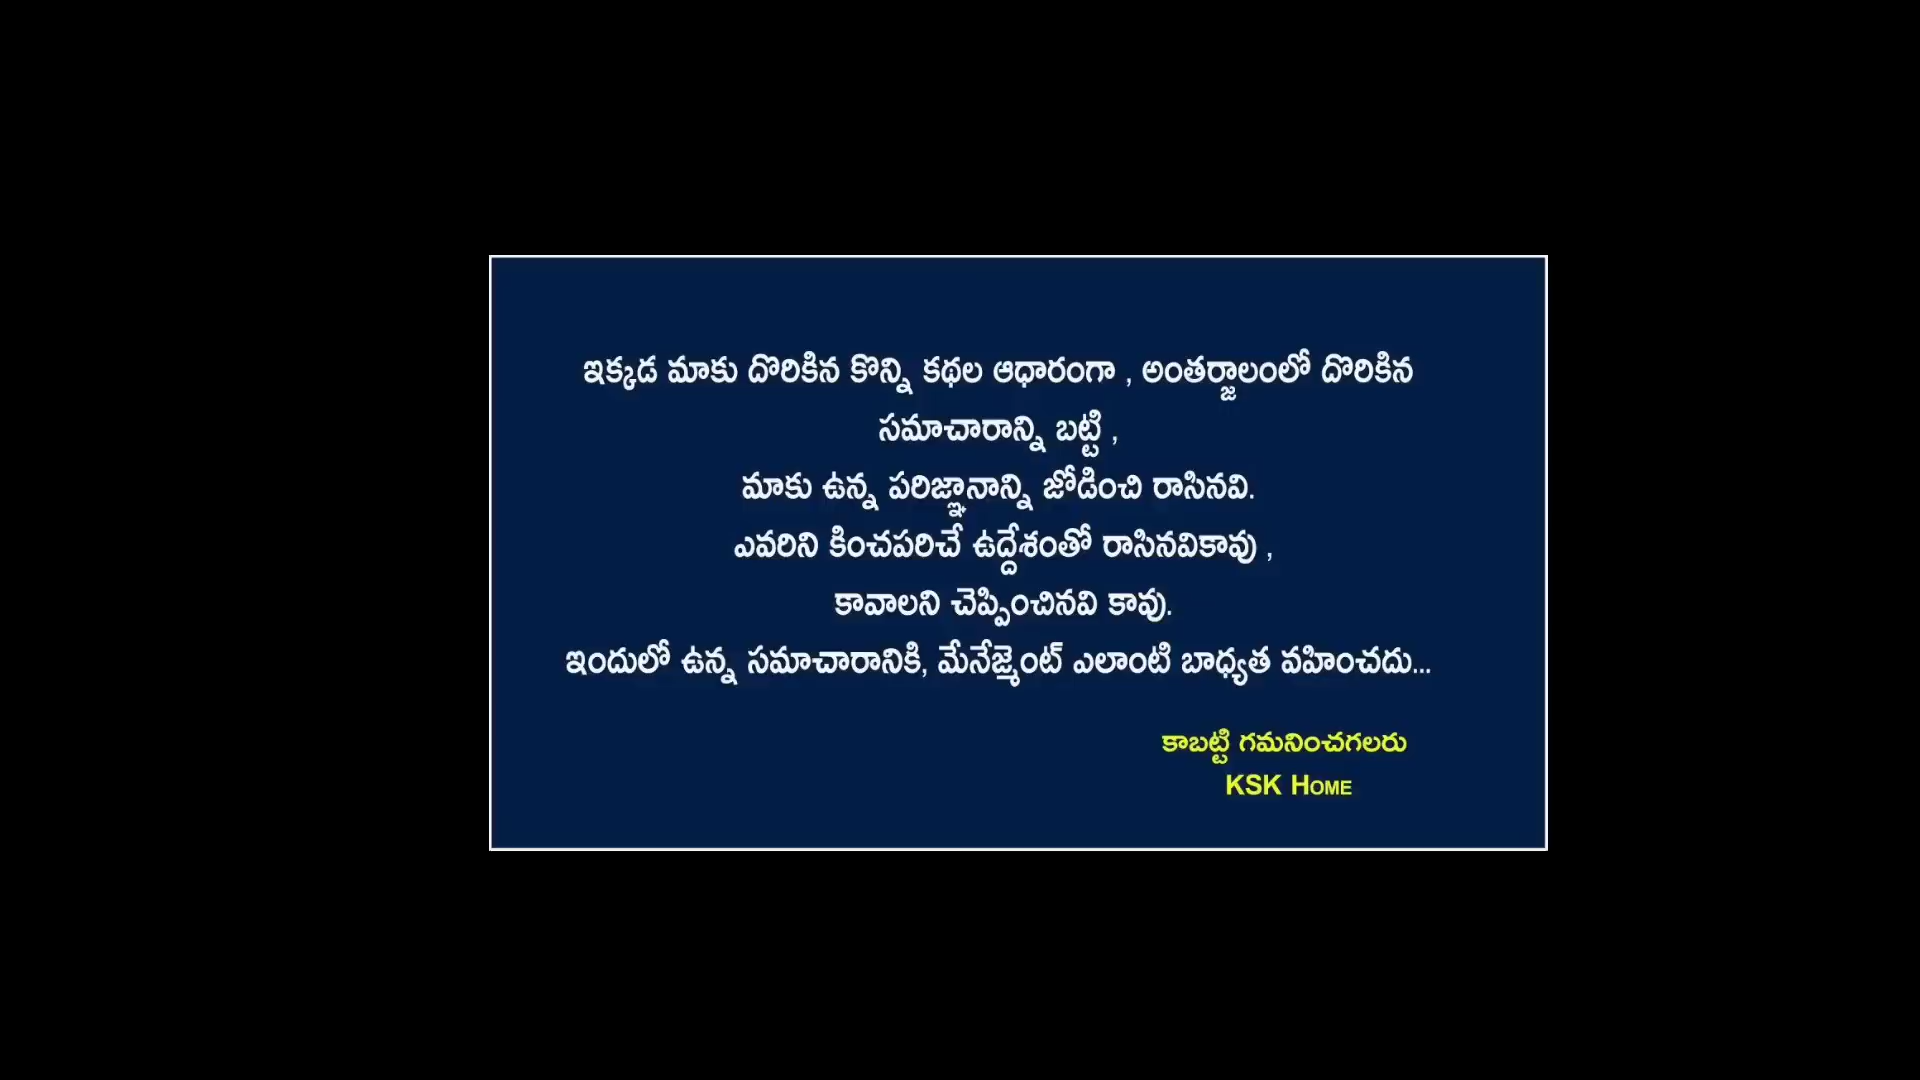 ఇక్కడ మాకు దొరికిన కొన్ని కథల ఆధారంగా , అంతర్జాలంలో దొరికిన
సమాచారాన్ని బట్టి ,
మాకు ఉన్న పరిజ్ఞానాన్ని జోడించి రాసినవి.
ఎవరిని కించపరిచే ఉద్దేశంతో రాసినవికావు ,
కావాలని చెప్పించినవి కావు.
ఇందులో ఉన్న సమాచారానికి, మేనేజ్మెంట్ ఎలాంటి బాధ్యత వహించదు...
కాబట్టి గమనించగలరు
KSK HOME